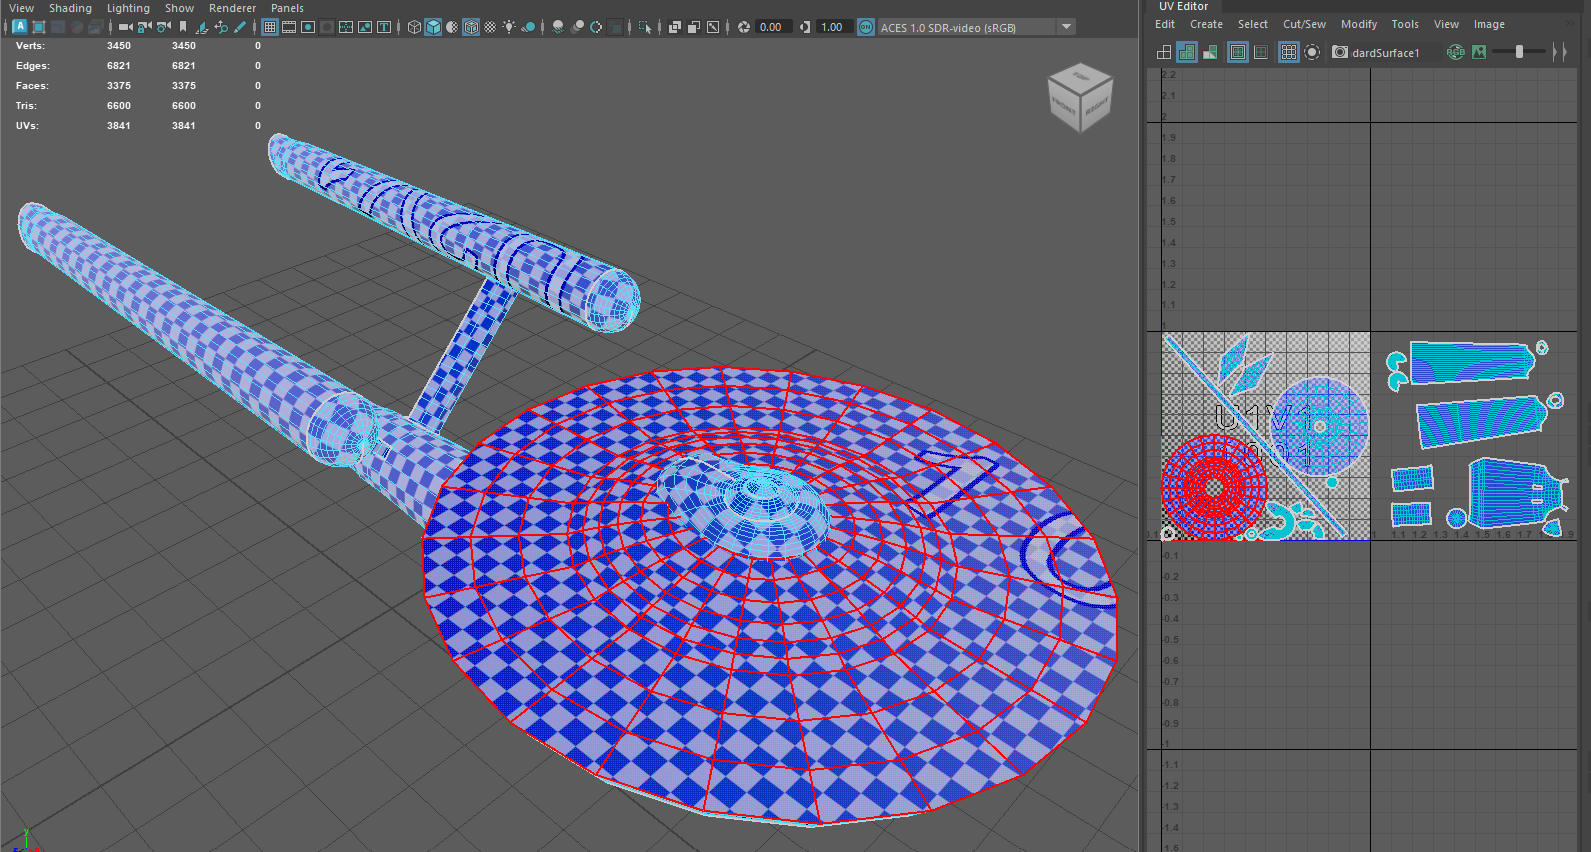 View Shading Lighting Show Renderer Panels
0.00 1.00 ON ACES 1.0 SDR-video (sRGB)
Verts: 3450 3450 0
Edges: 6821 6821 0
Faces: 3375 3375 0
Tris: 6600 6600 0
UVs: 3841 3841 0
TOP
FRONT RIGHT
y
UV Editor
Edit Create Select Cut/Sew Modify Tools View Image
dardSurface1
RGB
2.2
2.1
2
1.9
1.8
1.7
1.6
1.5
1.4
1.3
1.2
1.1
1
U1V1
1 1.1 1.2 1.3 1.4 1.5 1.6 1.7
-0.1
-0.2
-0.3
-0.4
-0.5
-0.6
-0.7
-0.8
-0.9
-1
-1.1
-1.2
-1.3
-1.4
-1.5